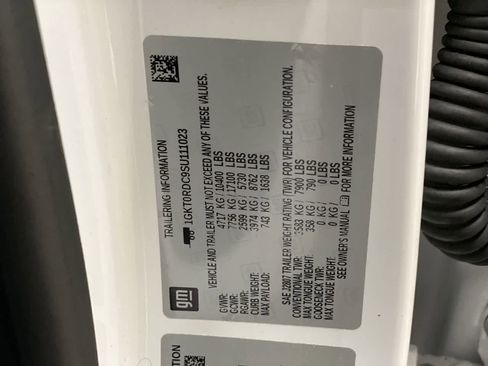 TRAILERING INFORMATION
1GKT0RDC9SU111023
VEHICLE AND TRAILER MUST NOT EXCEED ANY OF THESE VALUES.
GVWR: 4717 KG/10400 LBS
GCWR: 7756 KG/17100 LBS
RGAWR: 2599 KG/ 5730 LBS
CURB WEIGHT: 3974 KG/ 8762 LBS
MAX PAYLOAD: 743 KG/ 1638 LBS
SAE J2807 TRAILER WEIGHT RATING (TWR) FOR VEHICLE CONFIGURATION.
CONVENTIONAL TWR: 3583 KG/ 7900 LBS
MAX TONGUE WEIGHT: 358 KG/ 790 LBS
GOOSENECK TWR: 0 KG/ 0 LBS
MAX TONGUE WEIGHT: 0 KG/ 0 LBS
SEE OWNER'S MANUAL FOR MORE INFORMATION
gm